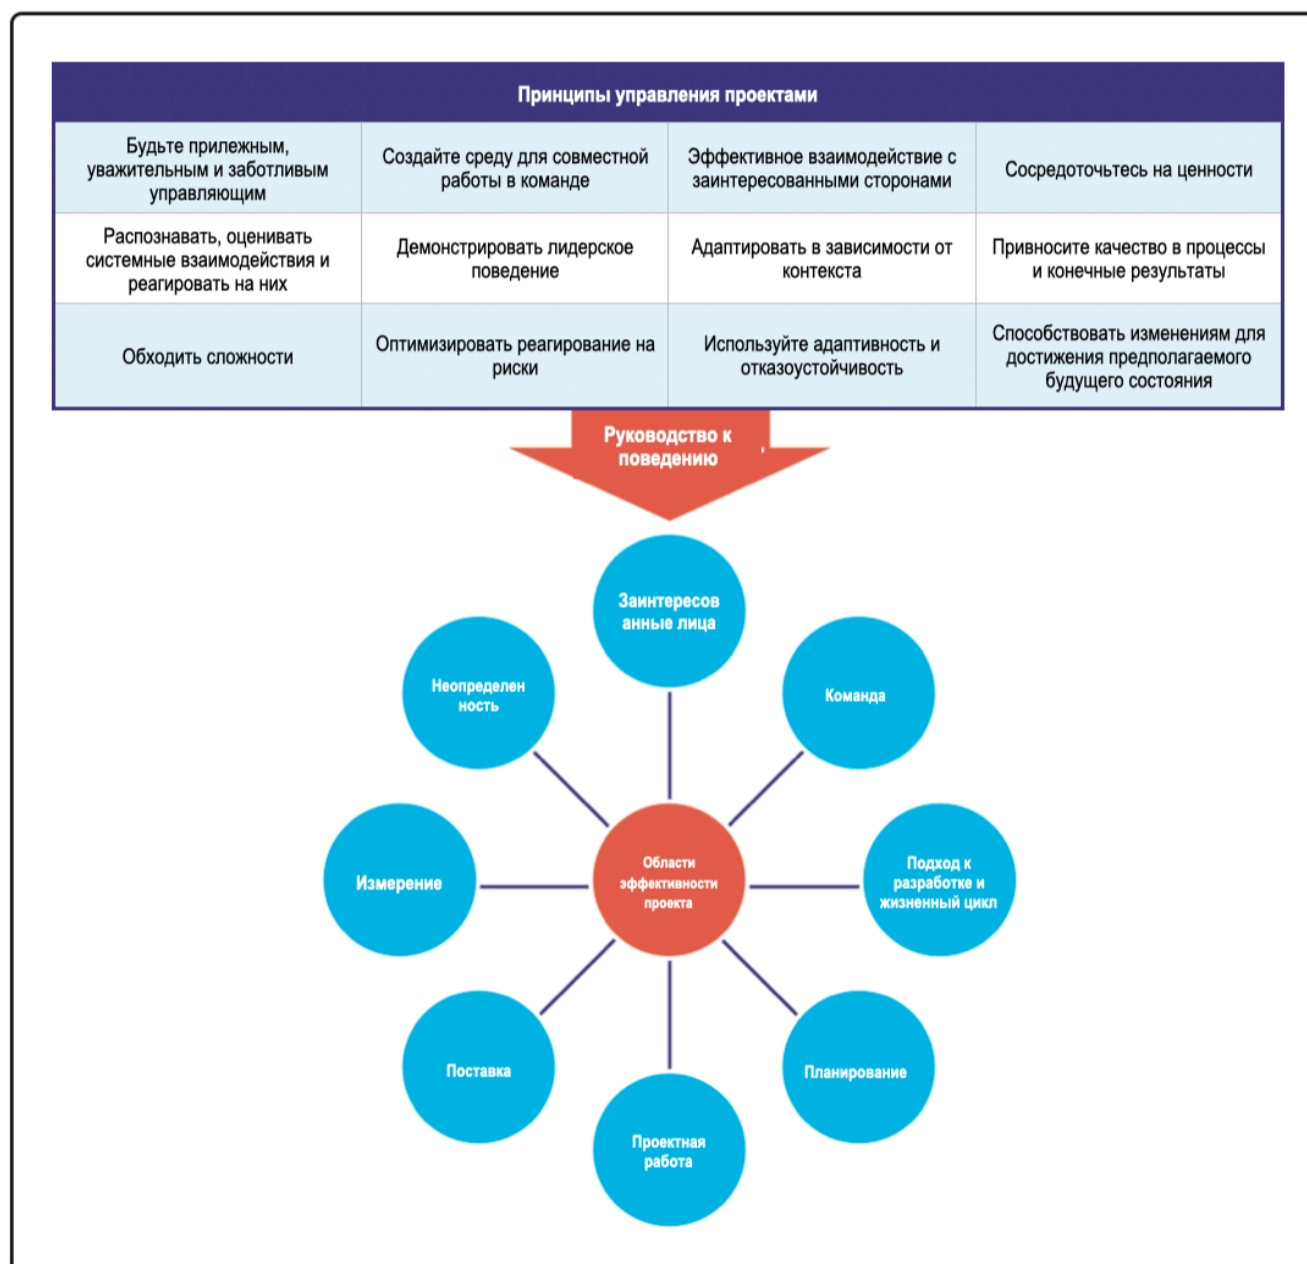 Принципы управления проектами
Будьте прилежным,
уважительным и заботливым
управляющим
Создайте среду для совместной
работы в команде
Эффективное взаимодействие с
заинтересованными сторонами
Сосредоточьтесь на ценности
Распознавать, оценивать
системные взаимодействия и
реагировать на них
Демонстрировать лидерское
поведение
Адаптировать в зависимости от
контекста
Привносите качество в процессы
и конечные результаты
Обходить сложности
Оптимизировать реагирование на
риски
Используйте адаптивность и
отказоустойчивость
Способствовать изменениям для
достижения предполагаемого
будущего состояния
Руководство к
поведению ,
Заинтересов
анные лица
Неопределен
ность
Команда
Измерение
Области
эффективности
проекта
Подход к
разработке и
жизненный цикл
Поставка
Планирование
Проектная
работа